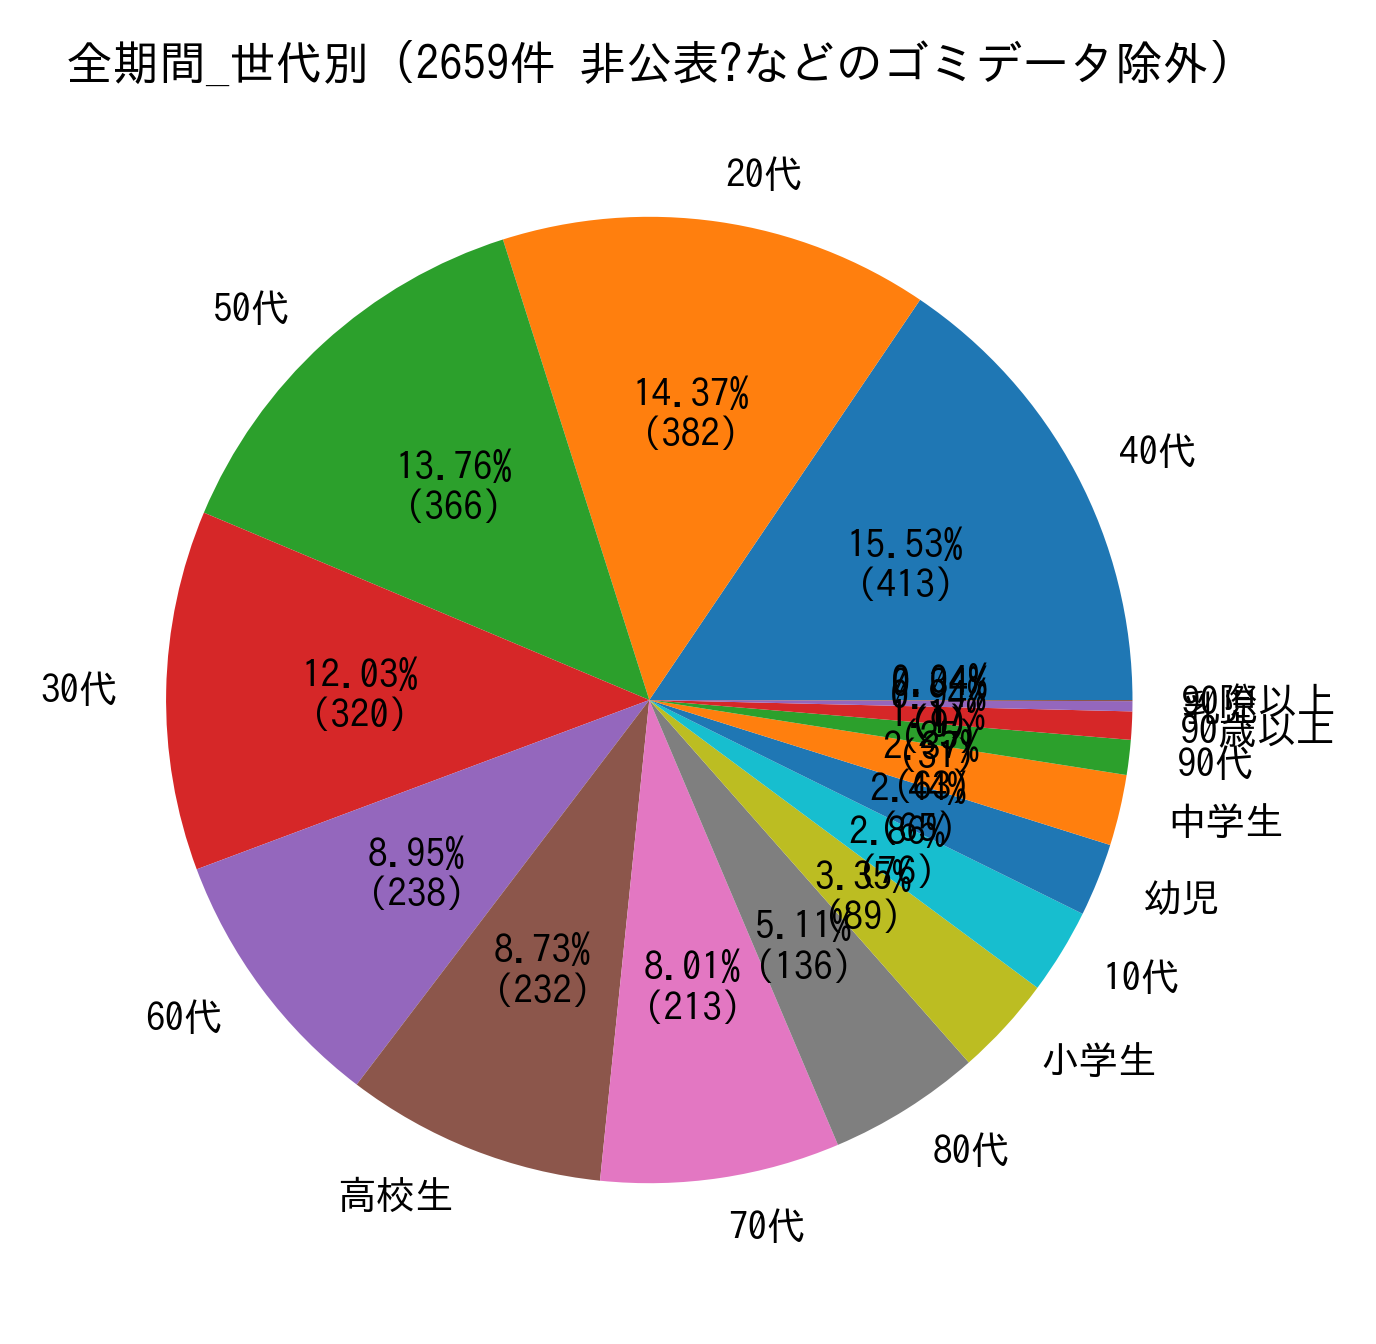 全期間_世代別（2659件 非公表?などのゴミデータ除外）
20代
14.37%
(382)
50代
13.76%
(366)
40代
15.53%
(413)
30代
12.03%
(320)
90歳以上
90代
中学生
幼児
10代
2.86%
(76)
小学生
3.35%
(89)
80代
5.11%
(136)
70代
8.01%
(213)
高校生
8.73%
(232)
60代
8.95%
(238)